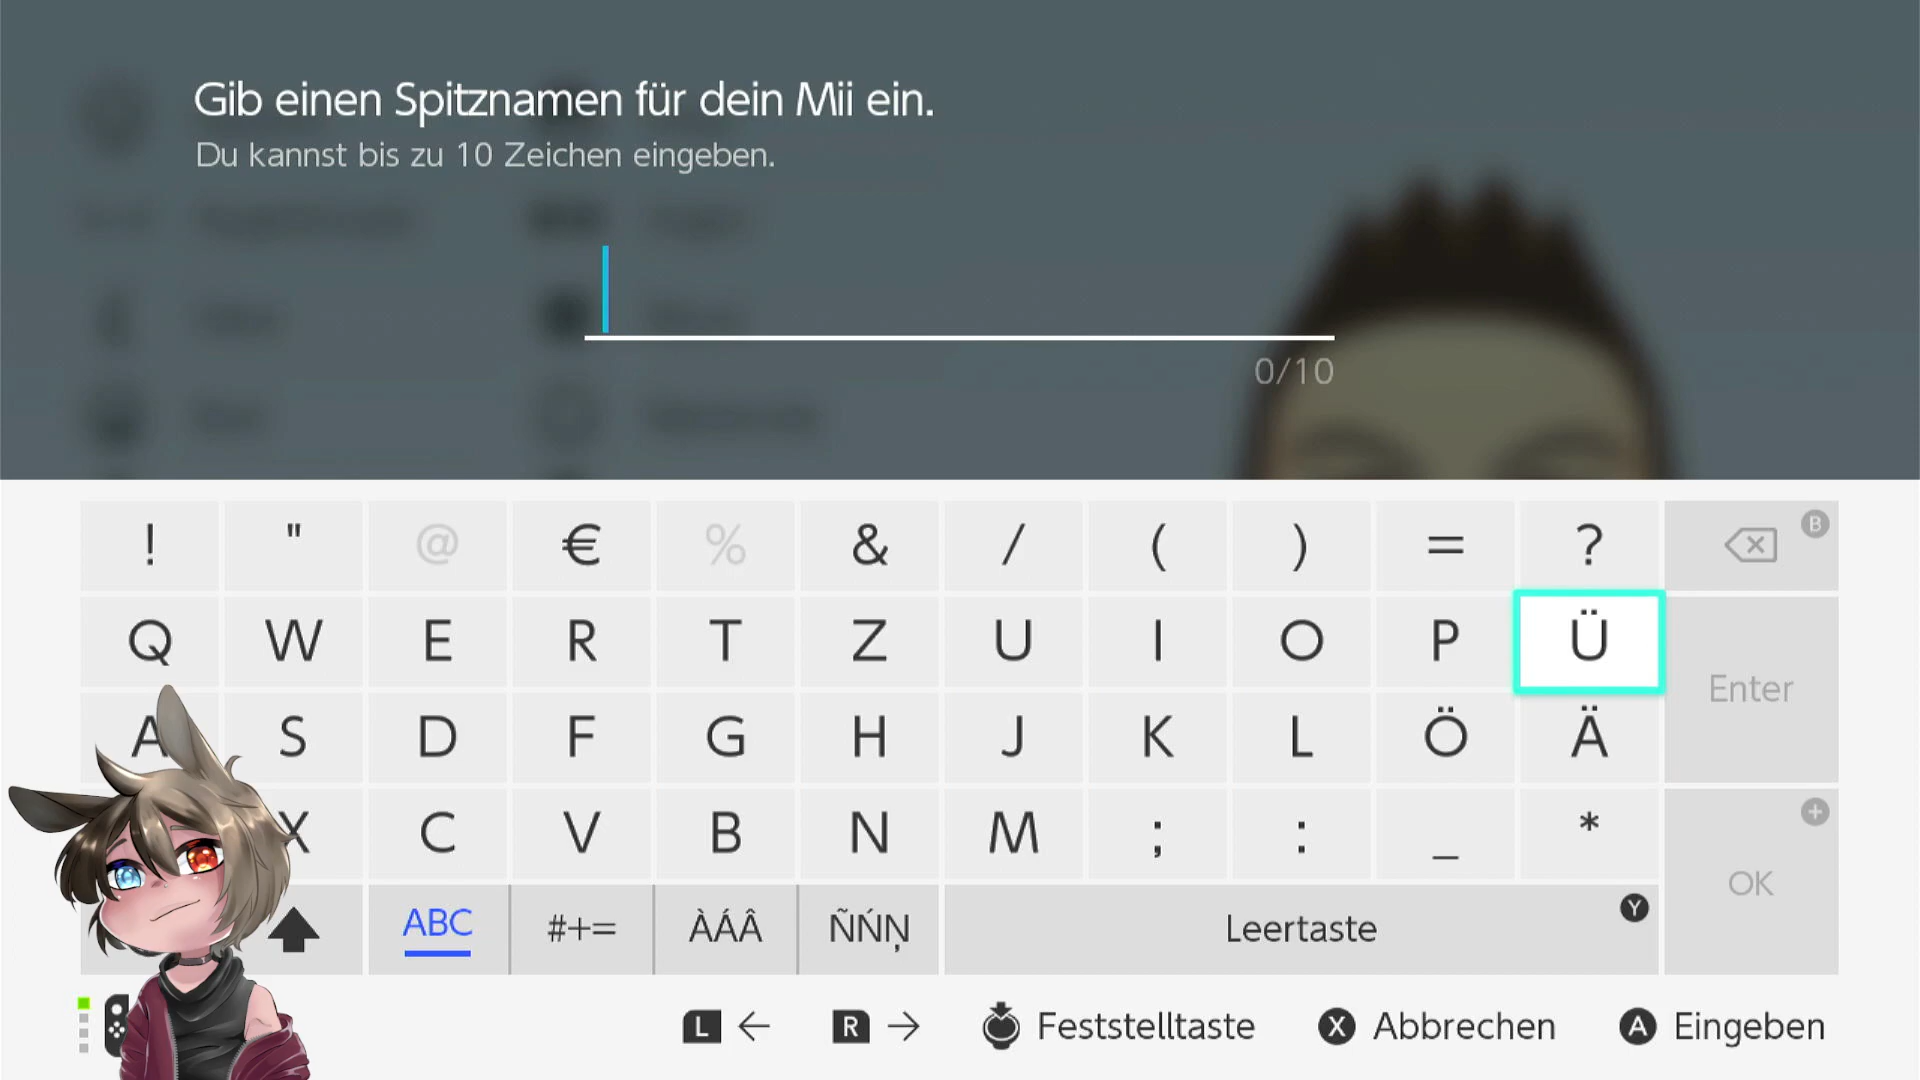 Gib einen Spitznamen für dein Mii ein.
Du kannst bis zu 10 Zeichen eingeben.
0/10
! " @ € % & / ( ) = ? B
Q W E R T Z U I O P Ü Enter
A S D F G H J K L Ö Ä
X C V B N M ; : _ * + OK
ABC #+= ÀÁÂ ÑŃŅ Leertaste Y
L ← R → Feststelltaste X Abbrechen A Eingeben